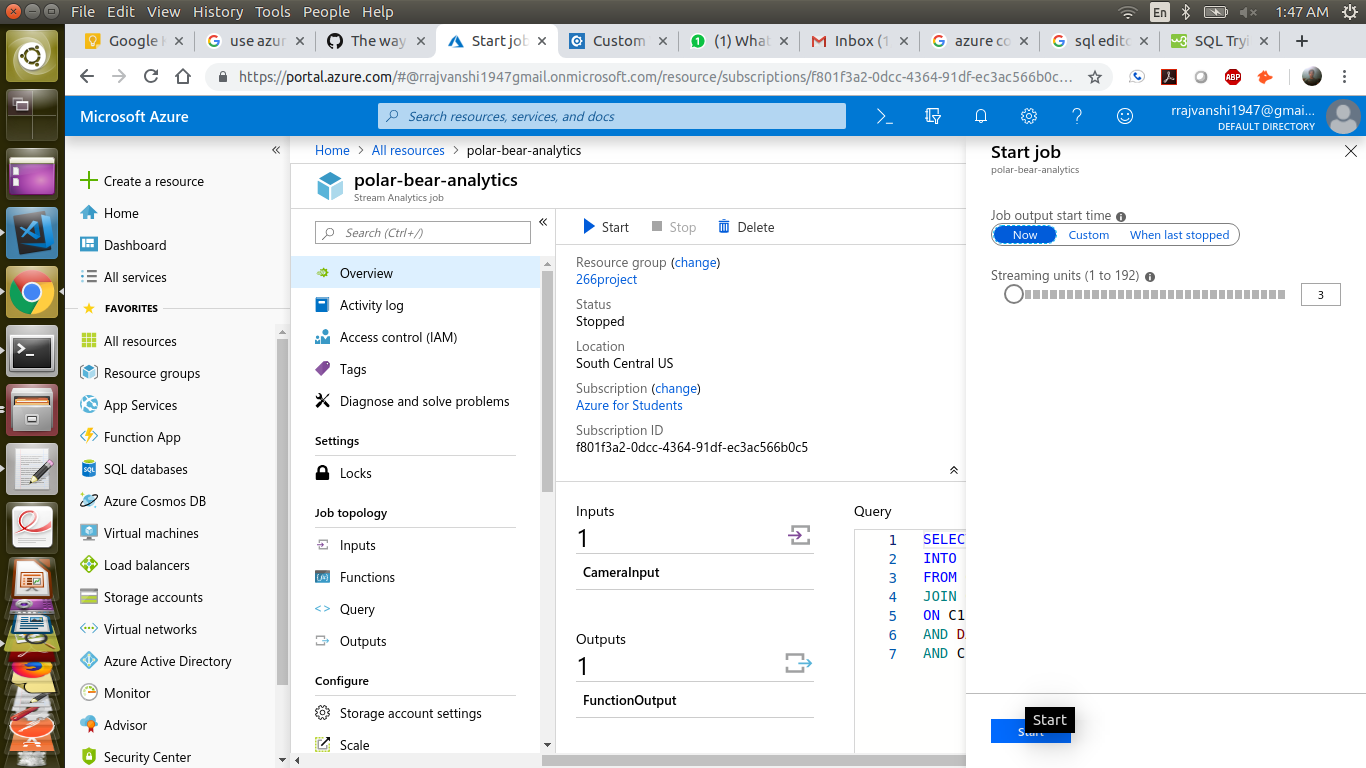 File Edit View History Tools People Help
En
1:47 AM
Google
use azur
The way
Start job
Custom
(1) What
Inbox (1
azure co
sql edito
SQL Tryi
https://portal.azure.com/#@rrajvanshi1947gmail.onmicrosoft.com/resource/subscriptions/f801f3a2-0dcc-4364-91df-ec3ac566b0c...
ABP
Microsoft Azure
Search resources, services, and docs
rrajvanshi1947@gmai...
DEFAULT DIRECTORY
Create a resource
Home
Dashboard
All services
FAVORITES
All resources
Resource groups
App Services
Function App
SQL databases
Azure Cosmos DB
Virtual machines
Load balancers
Storage accounts
Virtual networks
Azure Active Directory
Monitor
Advisor
Security Center
Home > All resources > polar-bear-analytics
polar-bear-analytics
Stream Analytics job
Search (Ctrl+/)
Overview
Activity log
Access control (IAM)
Tags
Diagnose and solve problems
Settings
Locks
Job topology
Inputs
Functions
Query
Outputs
Configure
Storage account settings
Scale
Start
Stop
Delete
Resource group (change)
266project
Status
Stopped
Location
South Central US
Subscription (change)
Azure for Students
Subscription ID
f801f3a2-0dcc-4364-91df-ec3ac566b0c5
Inputs
1
CameraInput
Outputs
1
FunctionOutput
Query
1 SELEC
2 INTO
3 FROM
4 JOIN
5 ON C1
6 AND D
7 AND C
Start job
polar-bear-analytics
Job output start time
Now
Custom
When last stopped
Streaming units (1 to 192)
3
Start
Start